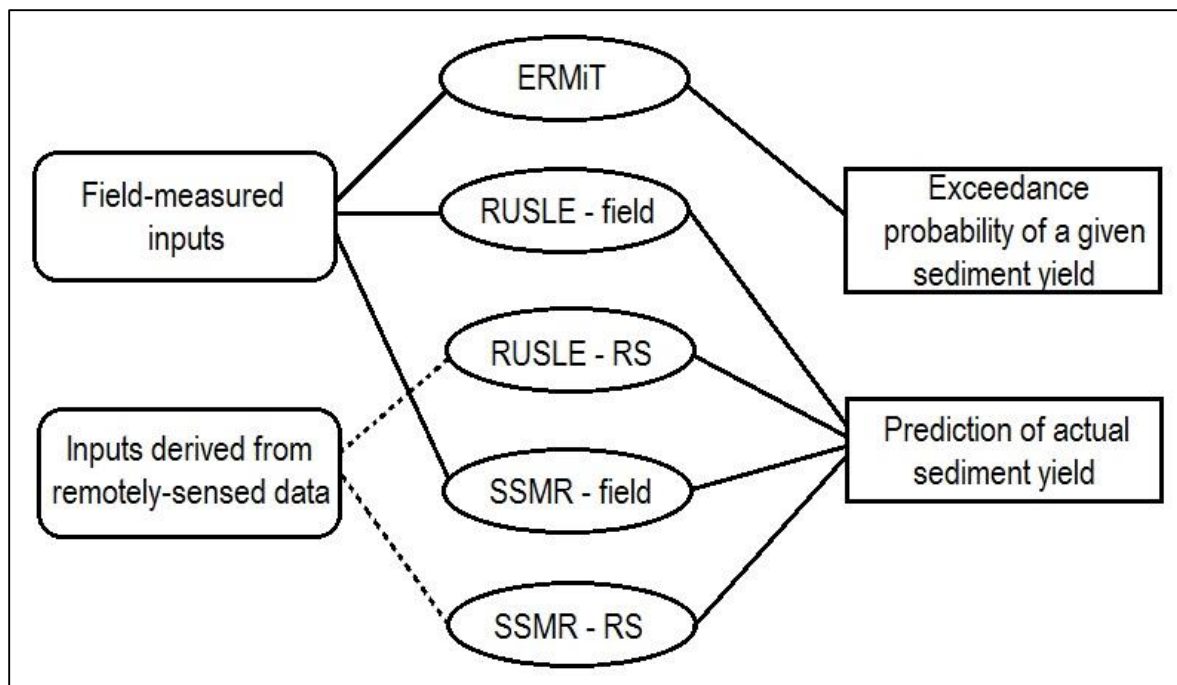 ERMiT
Field-measured
inputs
RUSLE - field
Exceedance
probability of a given
sediment yield
RUSLE - RS
Inputs derived from
remotely-sensed data
SSMR - field
Prediction of actual
sediment yield
SSMR - RS